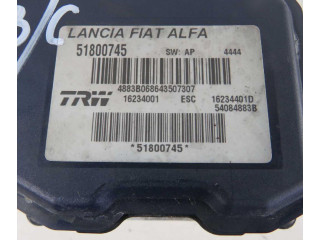 B/C
LANCIA FIAT ALFA
51800745 SW: AP 4444
4883B068648507307
TRW 16234001 ESC 16234401D
54084883B
*51800745*